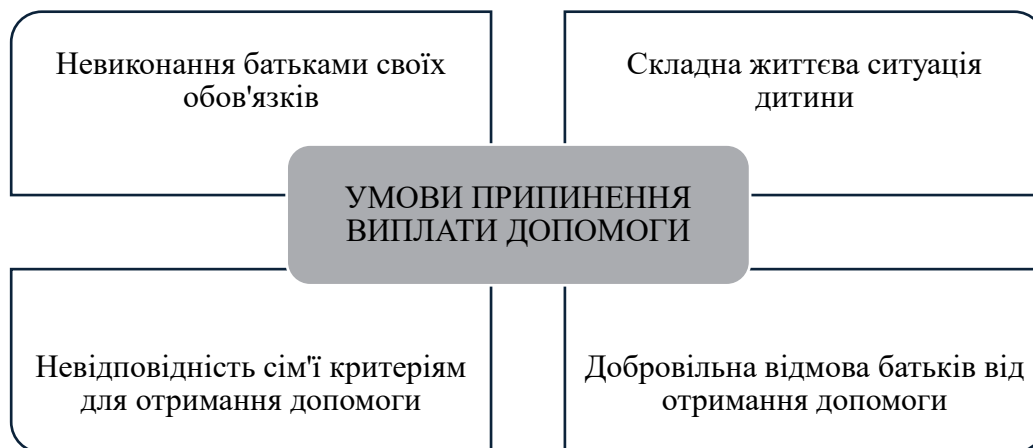 Невиконання батьками своїх
обов'язків
Складна життєва ситуація
дитини
УМОВИ ПРИПИНЕННЯ
ВИПЛАТИ ДОПОМОГИ
Невідповідність сім'ї критеріям
для отримання допомоги
Добровільна відмова батьків від
отримання допомоги